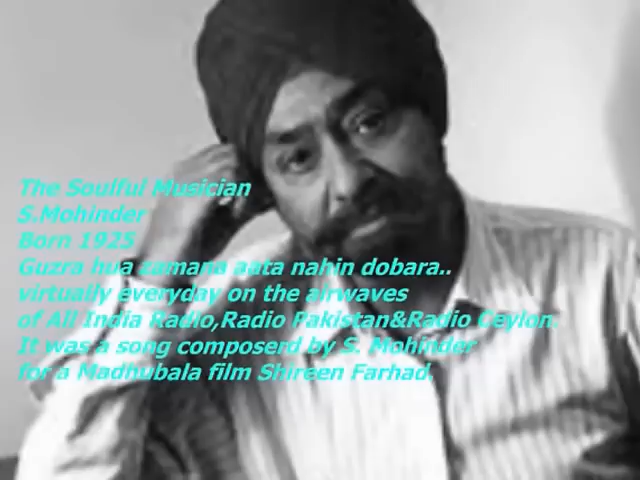 The Soulful Musician
S.Mohinder
Born 1925
Guzra hua zamana aata nahin dobara..
virtually everyday on the airwaves
of All India Radio,Radio Pakistan&Radio Ceylon.
It was a song composerd by S. Mohinder
for a Madhubala film Shireen Farhad.